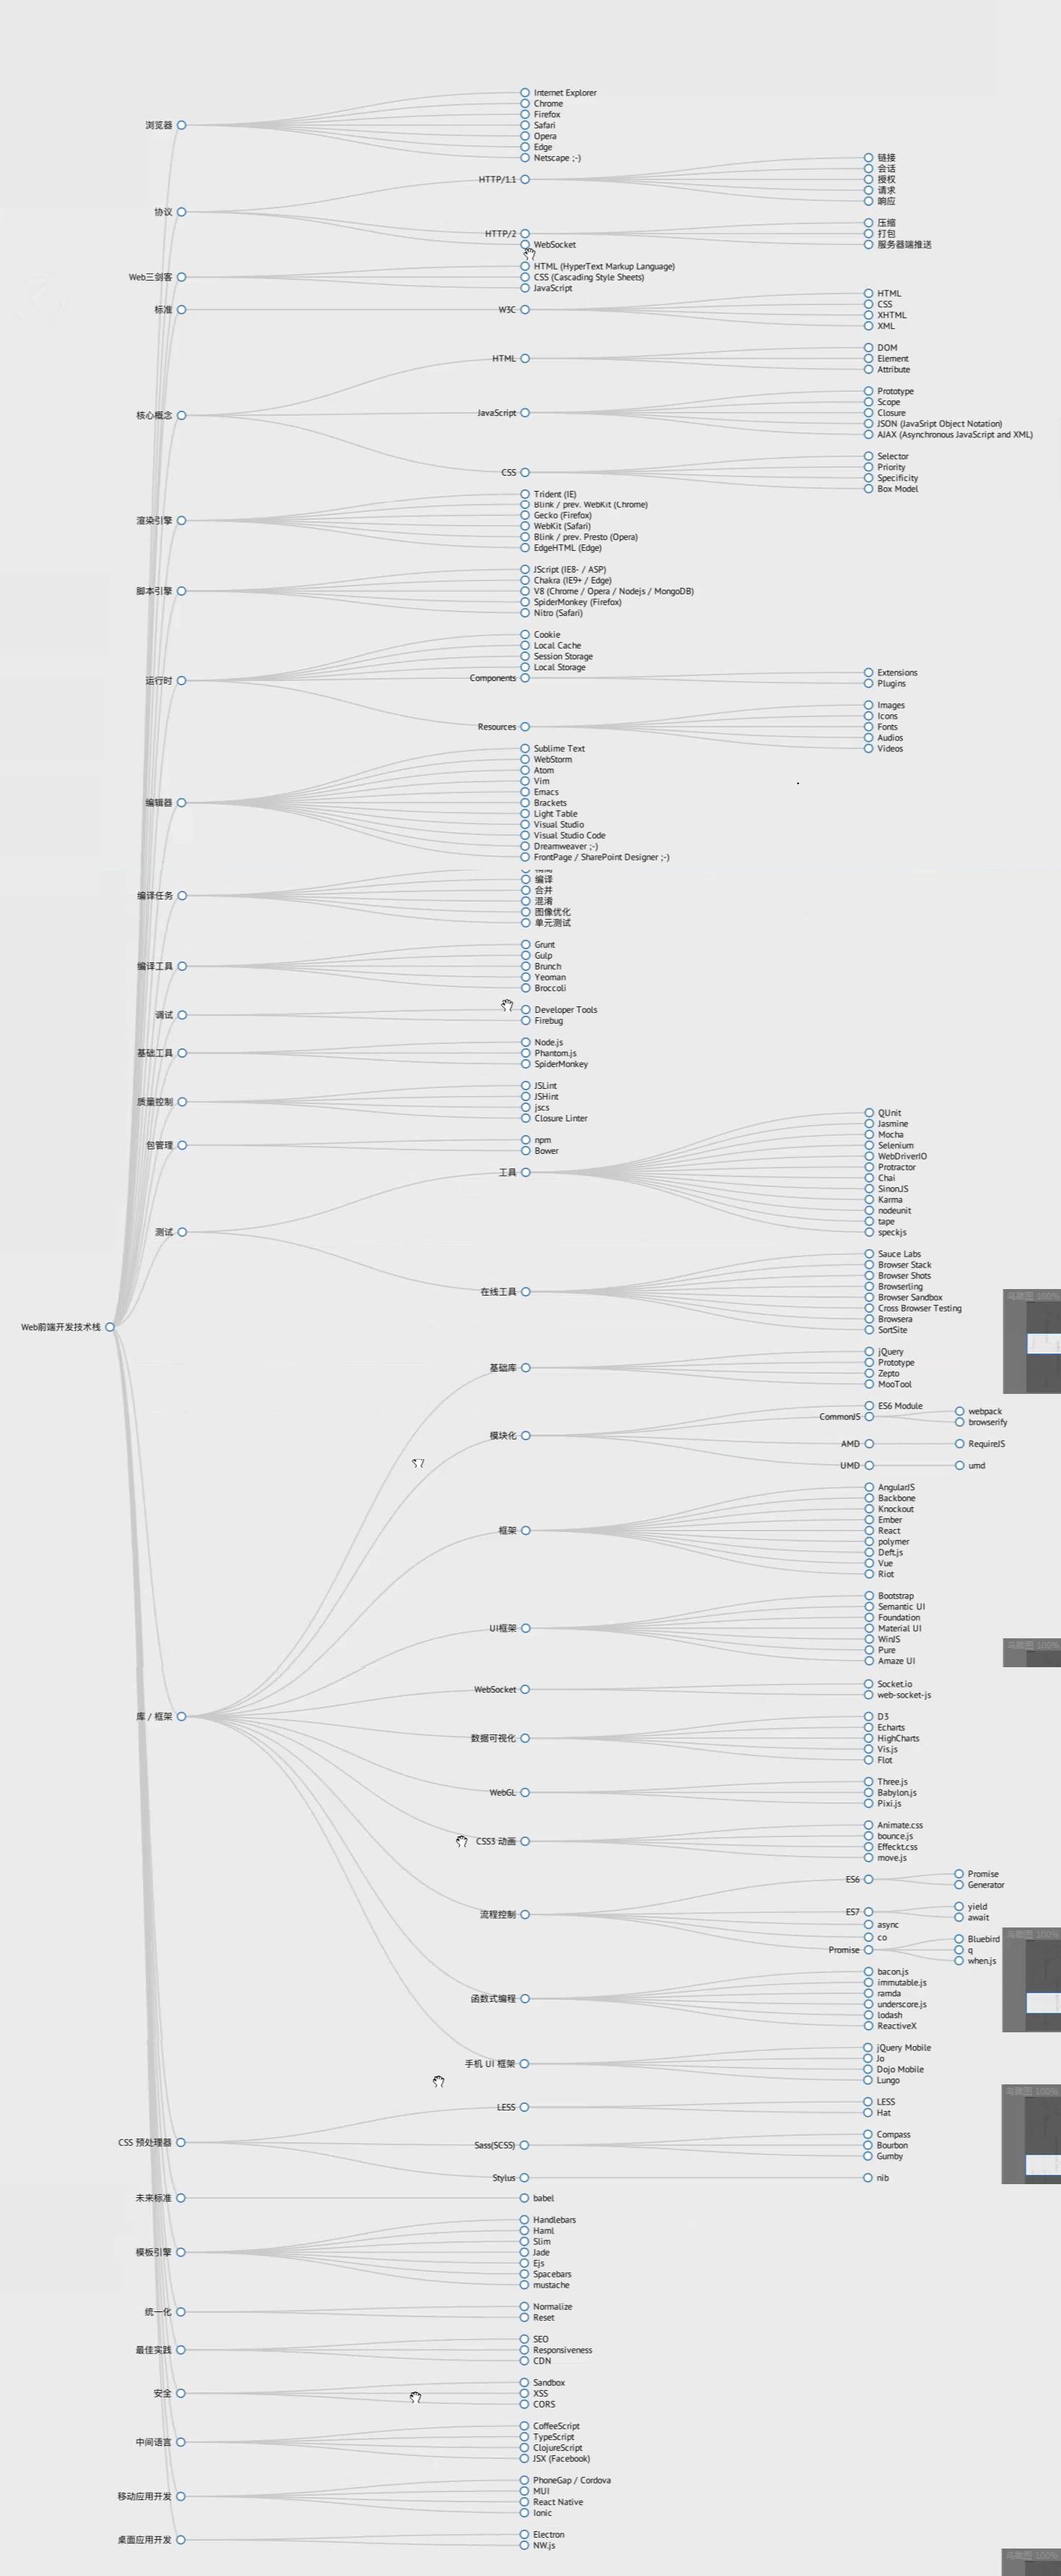 Web前端开发技术栈
浏览器
Internet Explorer
Chrome
Firefox
Safari
Opera
Edge
Netscape ;-)
协议
HTTP/1.1
链接
会话
授权
请求
响应
HTTP/2
压缩
打包
服务器端推送
WebSocket
Web三剑客
HTML (HyperText Markup Language)
CSS (Cascading Style Sheets)
JavaScript
标准
W3C
HTML
CSS
XHTML
XML
核心概念
HTML
DOM
Element
Attribute
JavaScript
Prototype
Scope
Closure
JSON (JavaSript Object Notation)
AJAX (Asynchronous JavaScript and XML)
CSS
Selector
Priority
Specificity
Box Model
渲染引擎
Trident (IE)
Blink / prev. WebKit (Chrome)
Gecko (Firefox)
WebKit (Safari)
Blink / prev. Presto (Opera)
EdgeHTML (Edge)
脚本引擎
JScript (IE8- / ASP)
Chakra (IE9+ / Edge)
V8 (Chrome / Opera / Nodejs / MongoDB)
SpiderMonkey (Firefox)
Nitro (Safari)
运行时
Cookie
Local Cache
Session Storage
Local Storage
Components
Extensions
Plugins
Resources
Images
Icons
Fonts
Audios
Videos
编辑器
Sublime Text
WebStorm
Atom
Vim
Emacs
Brackets
Light Table
Visual Studio
Visual Studio Code
Dreamweaver ;-)
FrontPage / SharePoint Designer ;-)
编译任务
编译
合并
混淆
图像优化
单元测试
编译工具
Grunt
Gulp
Brunch
Yeoman
Broccoli
调试
Developer Tools
Firebug
基础工具
Node.js
Phantom.js
SpiderMonkey
质量控制
JSLint
JSHint
jscs
Closure Linter
包管理
npm
Bower
测试
工具
QUnit
Jasmine
Mocha
Selenium
WebDriverIO
Protractor
Chai
SinonJS
Karma
nodeunit
tape
speckjs
在线工具
Sauce Labs
Browser Stack
Browser Shots
Browserling
Browser Sandbox
Cross Browser Testing
Browsera
SortSite
库 / 框架
基础库
jQuery
Prototype
Zepto
MooTool
模块化
ES6 Module
CommonJS
webpack
browserify
AMD
RequireJS
UMD
umd
框架
AngularJS
Backbone
Knockout
Ember
React
polymer
Deft.js
Vue
Riot
UI框架
Bootstrap
Semantic UI
Foundation
Material UI
WinJS
Pure
Amaze UI
WebSocket
Socket.io
web-socket-js
数据可视化
D3
Echarts
HighCharts
Vis.js
Flot
WebGL
Three.js
Babylon.js
Pixi.js
CSS3 动画
Animate.css
bounce.js
Effeckt.css
move.js
流程控制
ES6
Promise
Generator
ES7
yield
await
async
co
Promise
Bluebird
q
when.js
函数式编程
bacon.js
immutable.js
ramda
underscore.js
lodash
ReactiveX
手机 UI 框架
jQuery Mobile
Jo
Dojo Mobile
Lungo
CSS 预处理器
LESS
LESS
Hat
Sass(SCSS)
Compass
Bourbon
Gumby
Stylus
nib
未来标准
babel
模板引擎
Handlebars
Haml
Slim
Jade
Ejs
Spacebars
mustache
统一化
Normalize
Reset
最佳实践
SEO
Responsiveness
CDN
安全
Sandbox
XSS
CORS
中间语言
CoffeeScript
TypeScript
ClojureScript
JSX (Facebook)
移动应用开发
PhoneGap / Cordova
MUI
React Native
Ionic
桌面应用开发
Electron
NW.js
鸟瞰图 100%
鸟瞰图 100%
鸟瞰图 100%
鸟瞰图 100%
鸟瞰图 100%